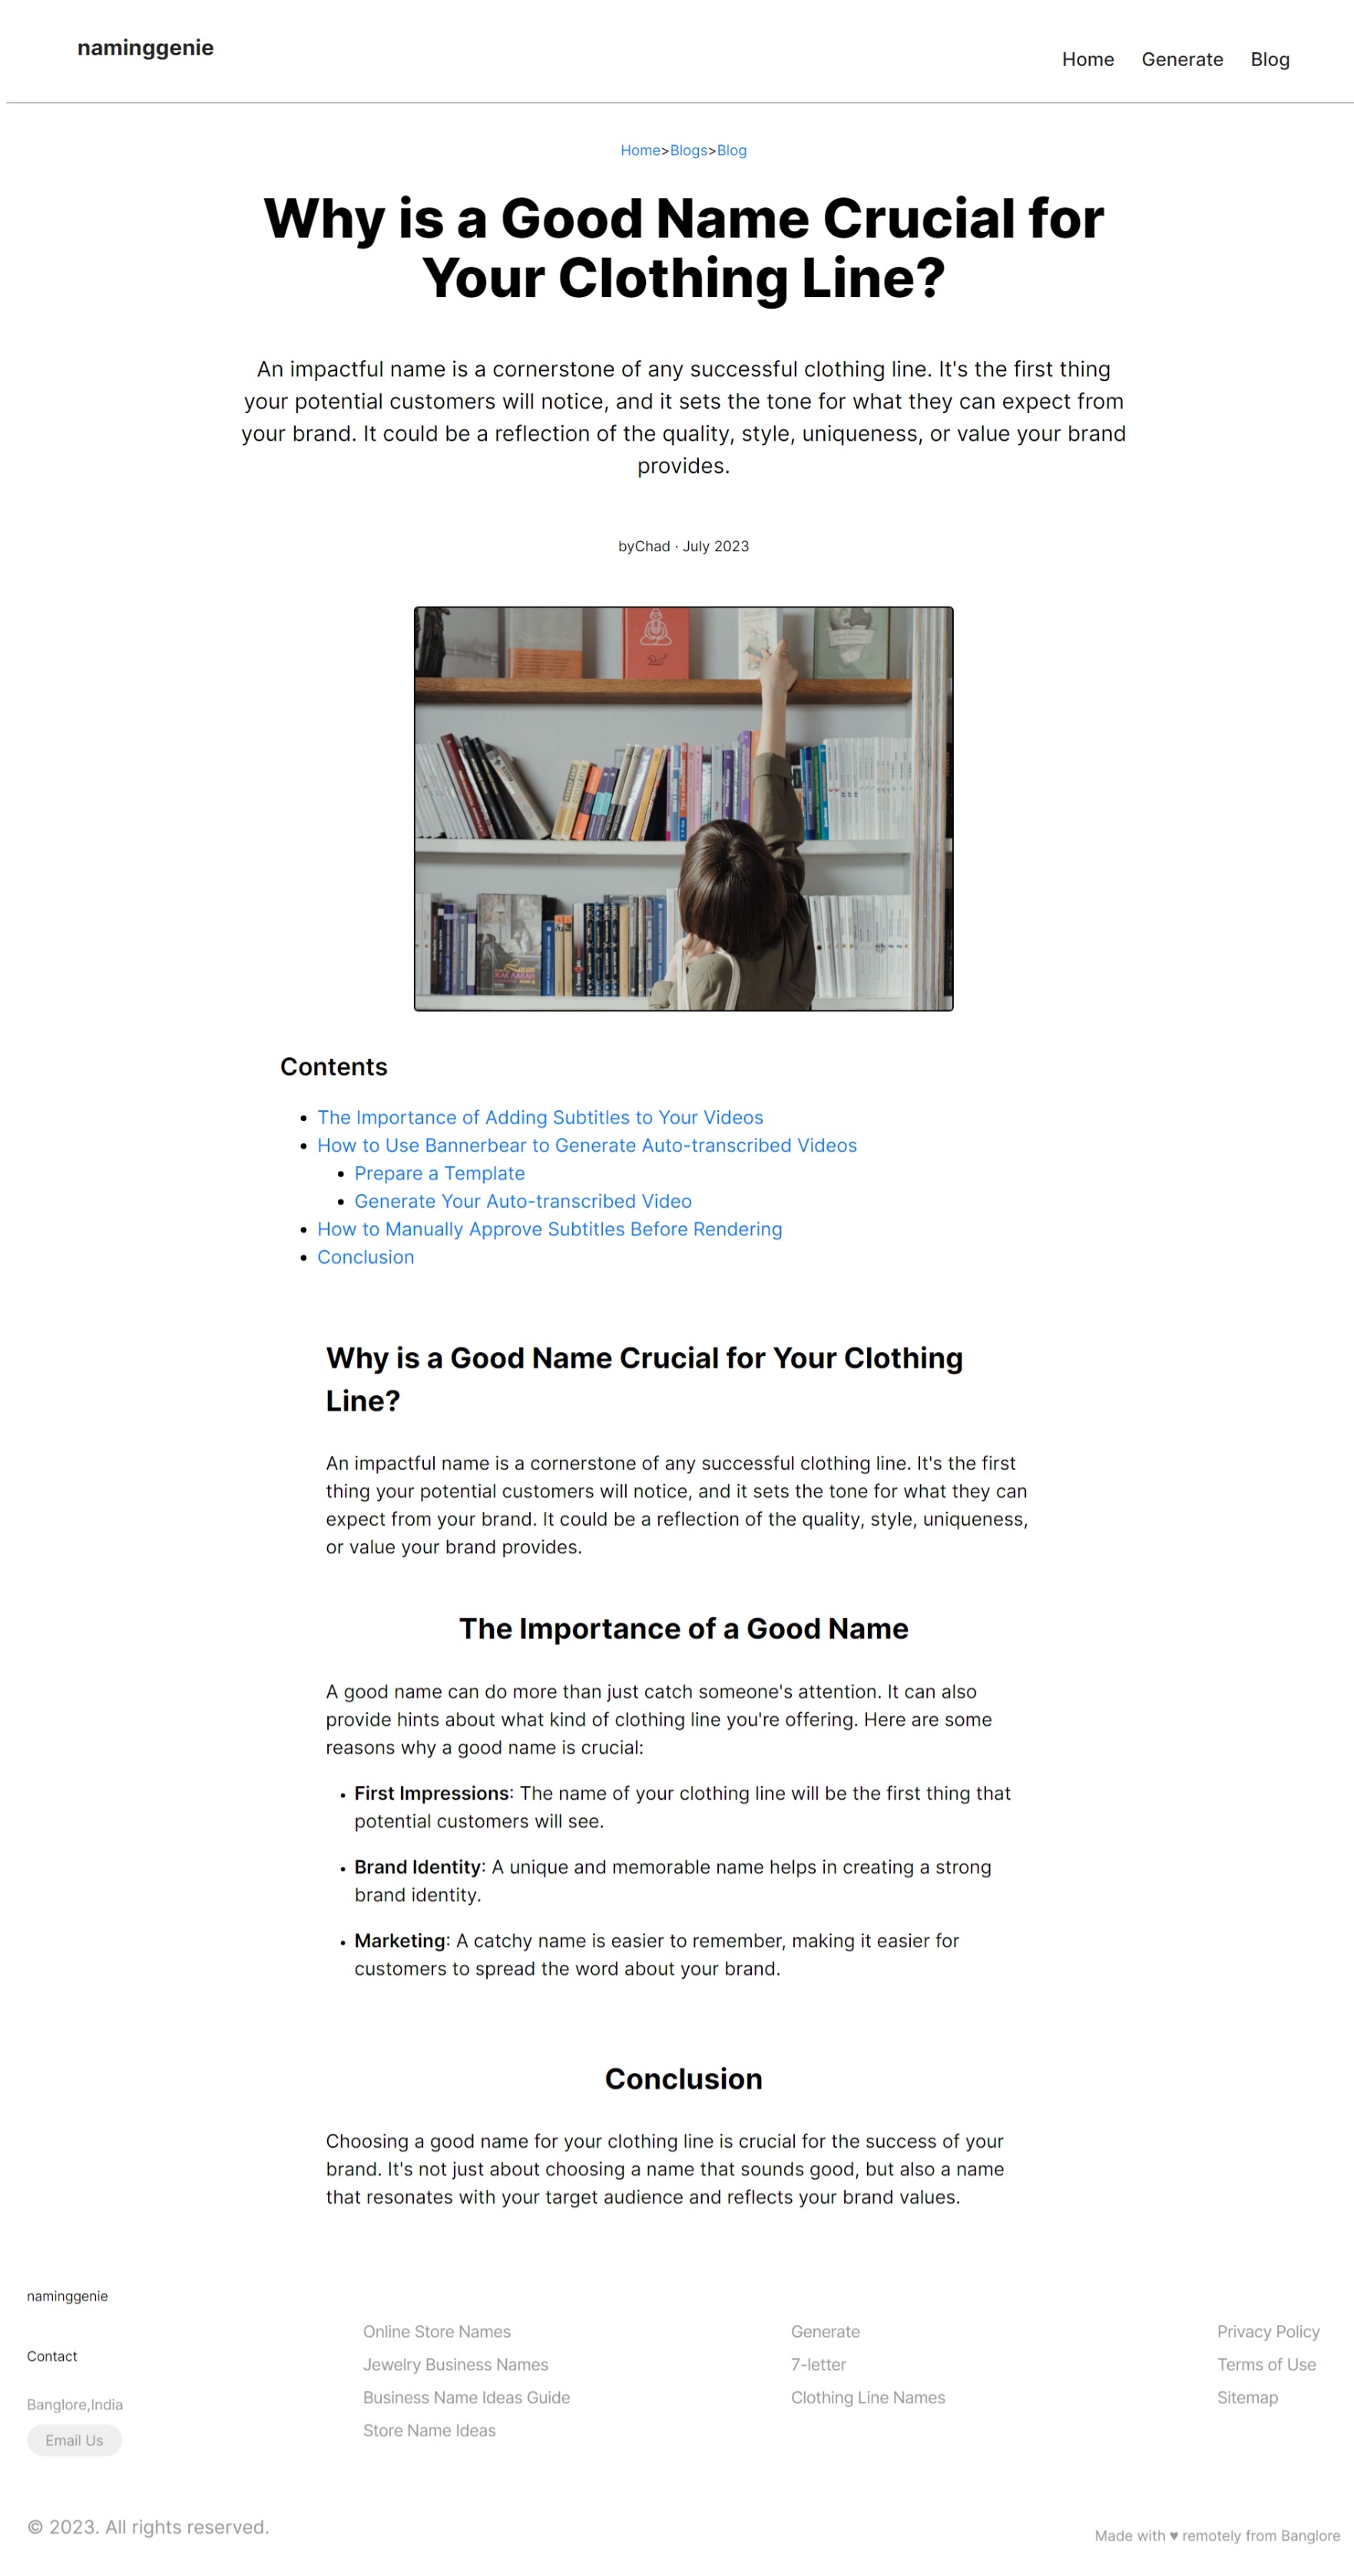 naminggenie
Home Generate Blog
Home>Blogs>Blog
Why is a Good Name Crucial for
Your Clothing Line?
An impactful name is a cornerstone of any successful clothing line. It's the first thing
your potential customers will notice, and it sets the tone for what they can expect from
your brand. It could be a reflection of the quality, style, uniqueness, or value your brand
provides.
byChad · July 2023
Contents
• The Importance of Adding Subtitles to Your Videos
• How to Use Bannerbear to Generate Auto-transcribed Videos
• Prepare a Template
• Generate Your Auto-transcribed Video
• How to Manually Approve Subtitles Before Rendering
• Conclusion
Why is a Good Name Crucial for Your Clothing
Line?
An impactful name is a cornerstone of any successful clothing line. It's the first
thing your potential customers will notice, and it sets the tone for what they can
expect from your brand. It could be a reflection of the quality, style, uniqueness,
or value your brand provides.
The Importance of a Good Name
A good name can do more than just catch someone's attention. It can also
provide hints about what kind of clothing line you're offering. Here are some
reasons why a good name is crucial:
• First Impressions: The name of your clothing line will be the first thing that
potential customers will see.
• Brand Identity: A unique and memorable name helps in creating a strong
brand identity.
• Marketing: A catchy name is easier to remember, making it easier for
customers to spread the word about your brand.
Conclusion
Choosing a good name for your clothing line is crucial for the success of your
brand. It's not just about choosing a name that sounds good, but also a name
that resonates with your target audience and reflects your brand values.
naminggenie
Contact
Banglore,India
Email Us
Online Store Names
Jewelry Business Names
Business Name Ideas Guide
Store Name Ideas
Generate
7-letter
Clothing Line Names
Privacy Policy
Terms of Use
Sitemap
© 2023. All rights reserved.
Made with ♥ remotely from Banglore